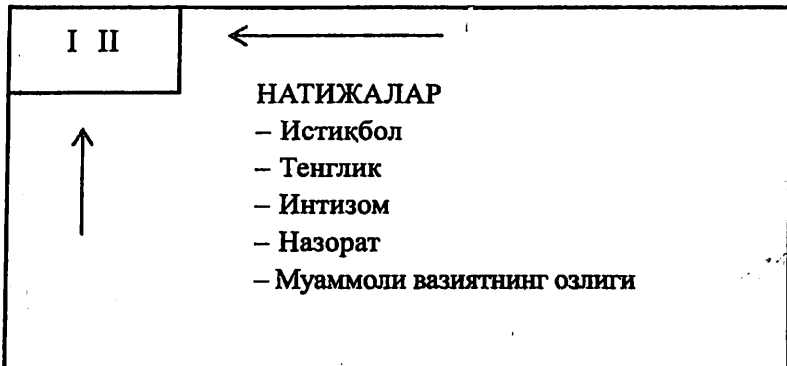 I II
НАТИЖАЛАР
– Истиқбол
– Тенглик
– Интизом
– Назорат
– Муаммоли вазиятнинг озлиги